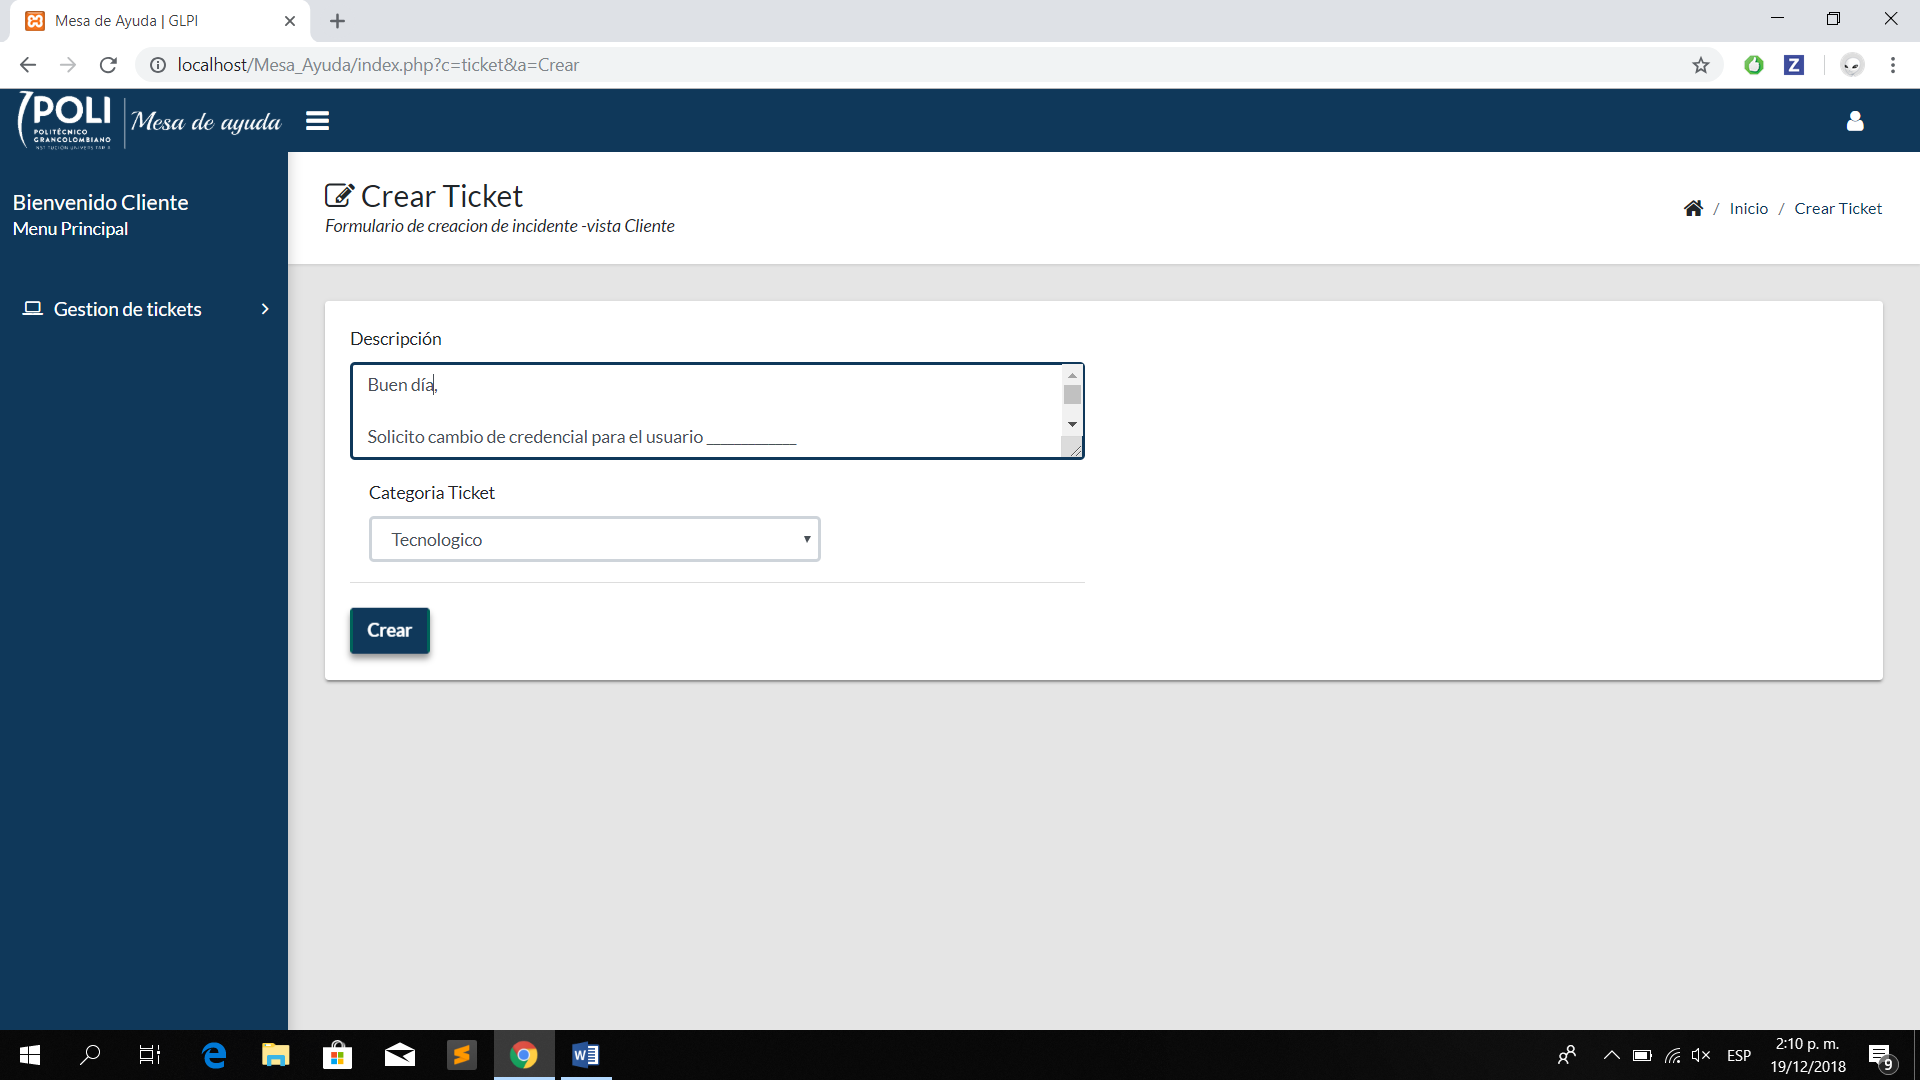 Mesa de Ayuda | GLPI
localhost/Mesa_Ayuda/index.php?c=ticket&a=Crear
POLI
POLITÉCNICO
GRANCOLOMBIANO
Mesa de ayuda
Bienvenido Cliente
Menu Principal
Gestion de tickets
Crear Ticket
Formulario de creacion de incidente -vista Cliente
/ Inicio / Crear Ticket
Descripción
Buen día,
Solicito cambio de credencial para el usuario ____________
Categoria Ticket
Tecnologico
Crear
ESP
2:10 p. m.
19/12/2018
9